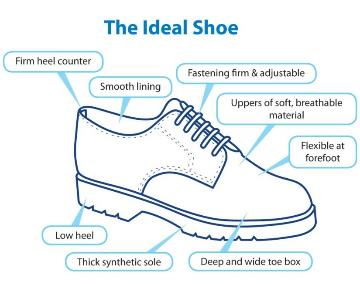 The Ideal Shoe
Firm heel counter
Smooth lining
Fastening firm & adjustable
Uppers of soft, breathable
material
Flexible at
forefoot
Low heel
Thick synthetic sole
Deep and wide toe box